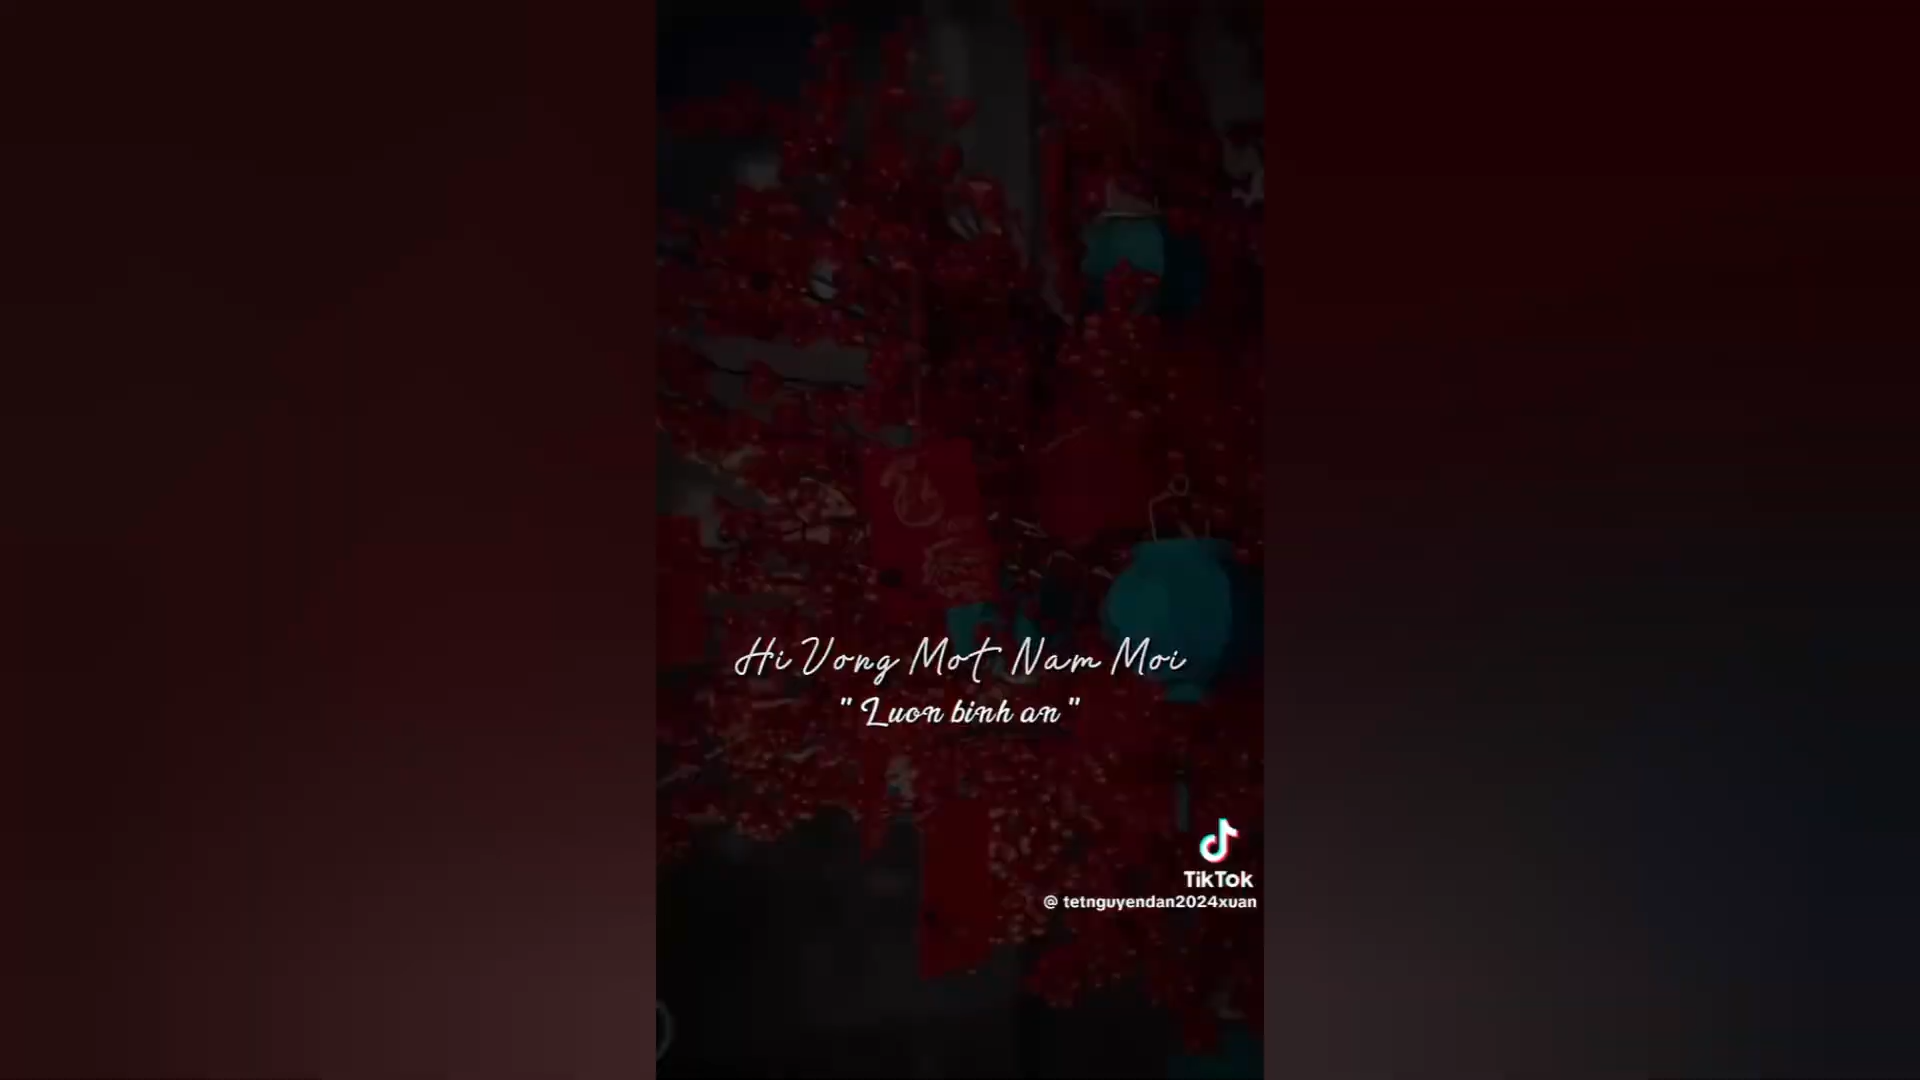 Hi Vong Mot Nam Moi
" Luon binh an "
TikTok
@ tetnguyendan2024xuan